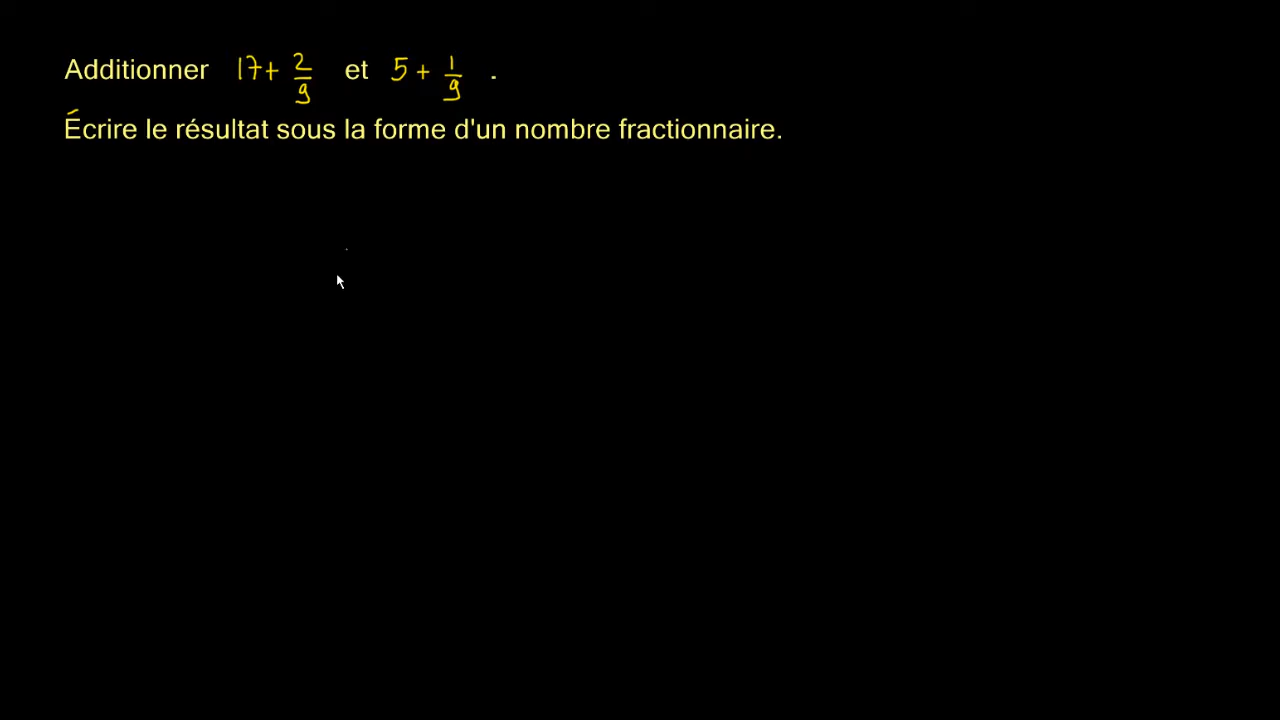 Additionner 17 + 2/9 et 5 + 1/9 .
Écrire le résultat sous la forme d'un nombre fractionnaire.